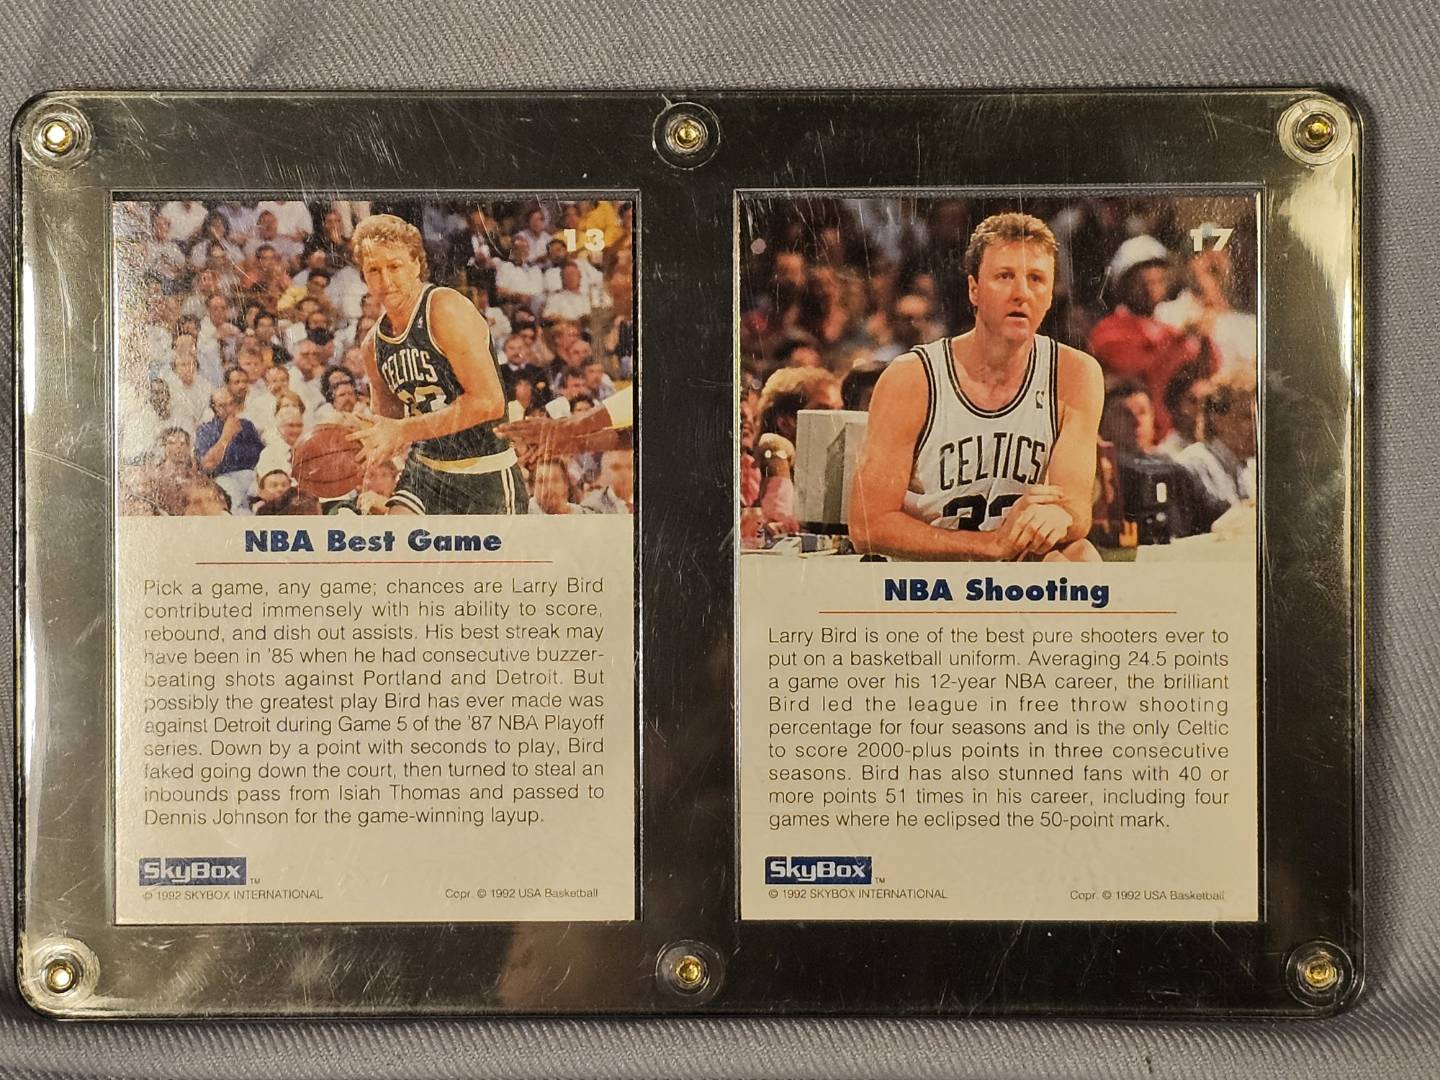 13
CELTICS
NBA Best Game
Pick a game, any game; chances are Larry Bird
contributed immensely with his ability to score,
rebound, and dish out assists. His best streak may
have been in '85 when he had consecutive buzzer-
beating shots against Portland and Detroit. But
possibly the greatest play Bird has ever made was
against Detroit during Game 5 of the '87 NBA Playoff
series. Down by a point with seconds to play, Bird
faked going down the court, then turned to steal an
inbounds pass from Isiah Thomas and passed to
Dennis Johnson for the game-winning layup.
SkyBox TM
© 1992 SKYBOX INTERNATIONAL
Copr. © 1992 USA Basketball
17
CELTICS
33
NBA Shooting
Larry Bird is one of the best pure shooters ever to
put on a basketball uniform. Averaging 24.5 points
a game over his 12-year NBA career, the brilliant
Bird led the league in free throw shooting
percentage for four seasons and is the only Celtic
to score 2000-plus points in three consecutive
seasons. Bird has also stunned fans with 40 or
more points 51 times in his career, including four
games where he eclipsed the 50-point mark.
SkyBox TM
© 1992 SKYBOX INTERNATIONAL
Copr. © 1992 USA Basketball